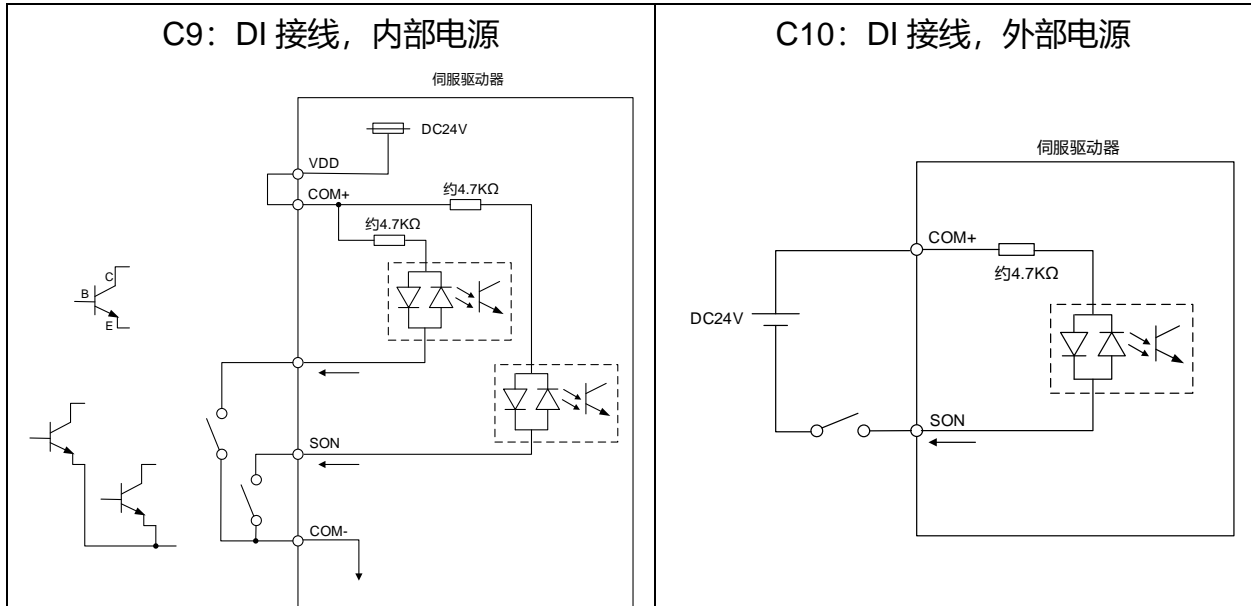 C9：DI 接线，内部电源
伺服驱动器
DC24V
VDD
COM+
约4.7KΩ
约4.7KΩ
C
B
E
SON
COM-
C10：DI 接线，外部电源
伺服驱动器
COM+
约4.7KΩ
DC24V
SON